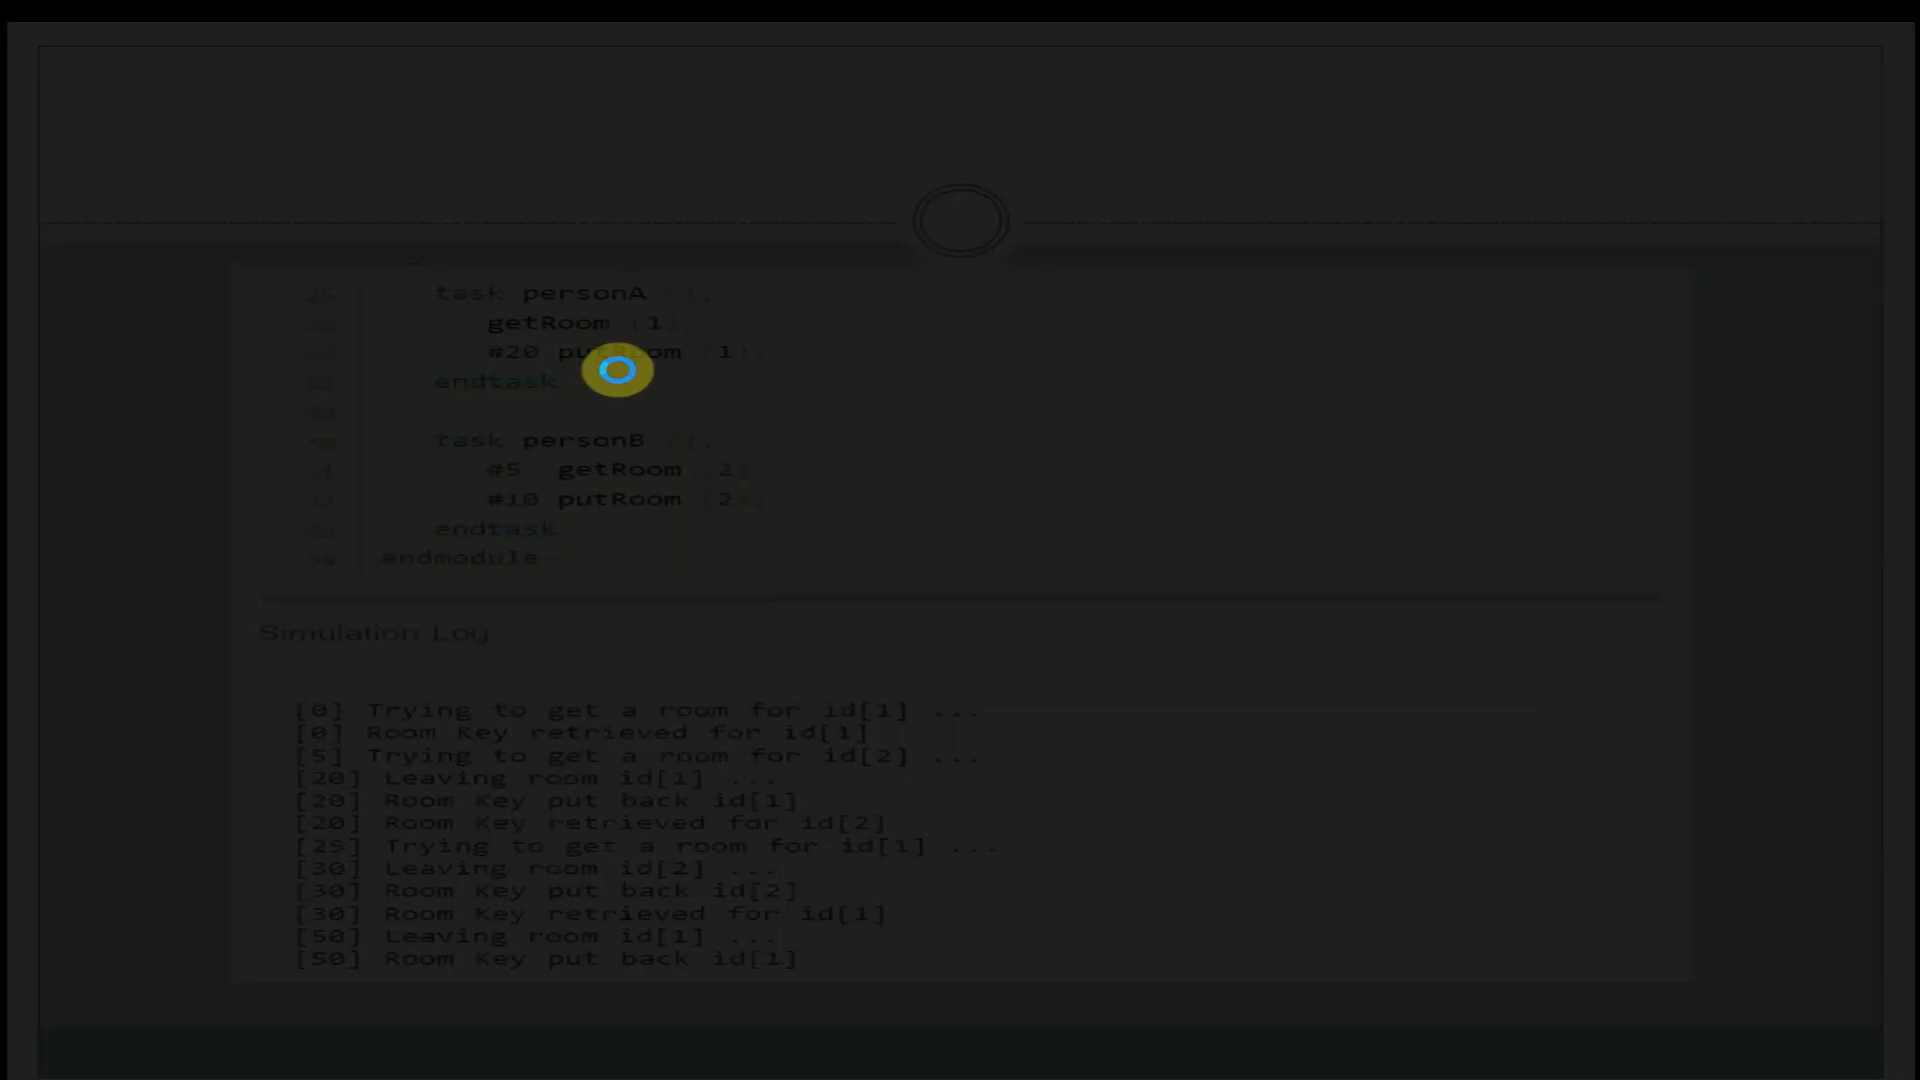 25 task personA ();
getRoom (1);
#20 putRoom (1);
endtask
task personB ();
#5 getRoom (2);
#10 putRoom (2);
endtask
endmodule
Simulation Log
[0] Trying to get a room for id[1] ...
[0] Room Key retrieved for id[1]
[5] Trying to get a room for id[2] ...
[20] Leaving room id[1] ...
[20] Room Key put back id[1]
[20] Room Key retrieved for id[2]
[25] Trying to get a room for id[1] ...
[30] Leaving room id[2] ...
[30] Room Key put back id[2]
[30] Room Key retrieved for id[1]
[50] Leaving room id[1] ...
[50] Room Key put back id[1]